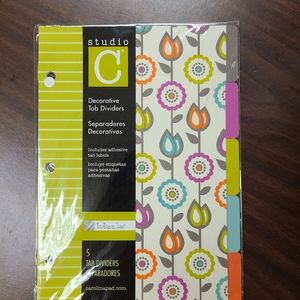 studio
C
Decorative
Tab Dividers
Separadores
Decorativos
Includes adhesive
tab labels
Incluye etiquetas
para pestañas
adhesivas
5
TAB DIVIDERS
SEPARADORES
carolinapad.com